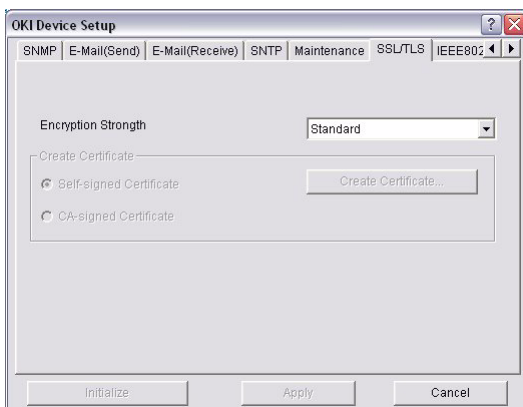 OKI Device Setup
SNMP E-Mail(Send) E-Mail(Receive) SNTP Maintenance SSL/TLS IEEE802
Encryption Strength Standard
Create Certificate
Self-signed Certificate Create Certificate...
CA-signed Certificate
Initialize Apply Cancel